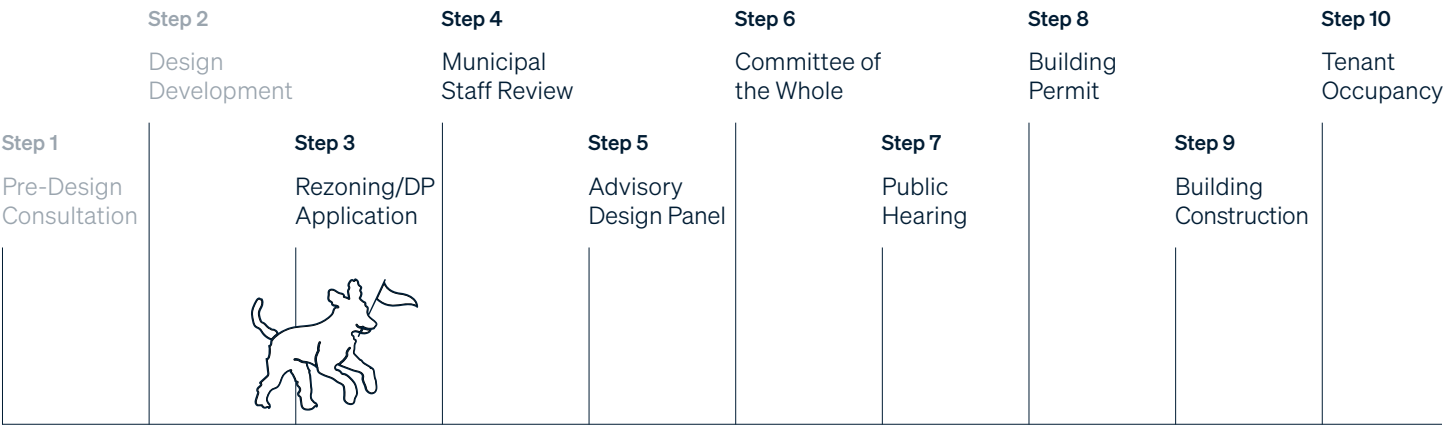 Step 1
Pre-Design
Consultation
Step 2
Design
Development
Step 3
Rezoning/DP
Application
Step 4
Municipal
Staff Review
Step 5
Advisory
Design Panel
Step 6
Committee of
the Whole
Step 7
Public
Hearing
Step 8
Building
Permit
Step 9
Building
Construction
Step 10
Tenant
Occupancy